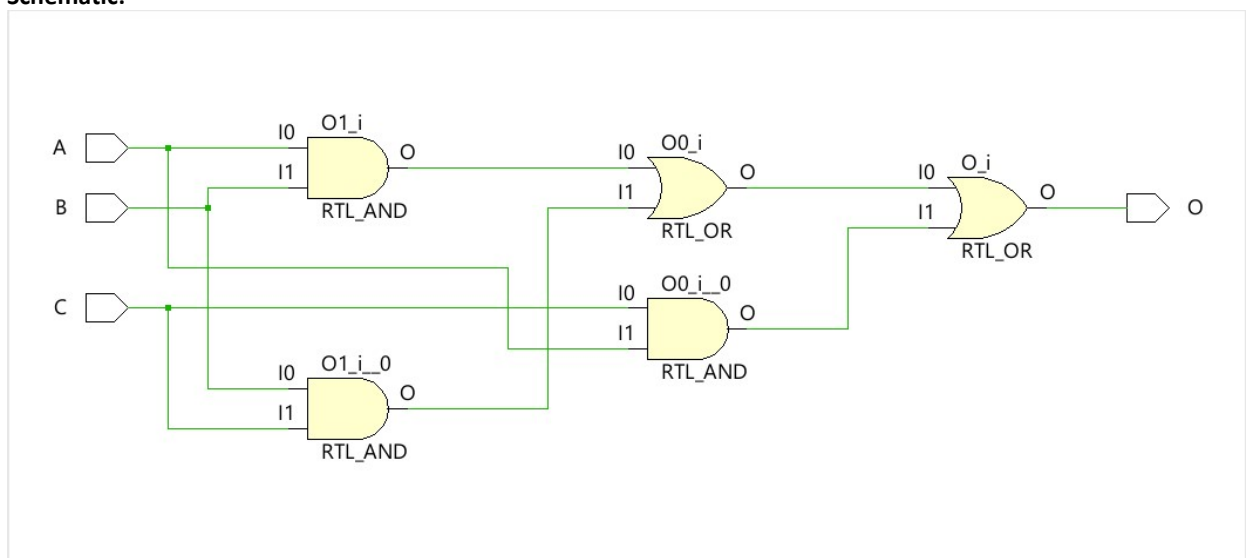 Schematic:
O1_i
A
I0
O
I1
RTL_AND
B
O0_i
I0
O
I1
RTL_OR
O_i
I0
O
I1
RTL_OR
O
C
O0_i__0
I0
O
I1
RTL_AND
O1_i__0
I0
O
I1
RTL_AND